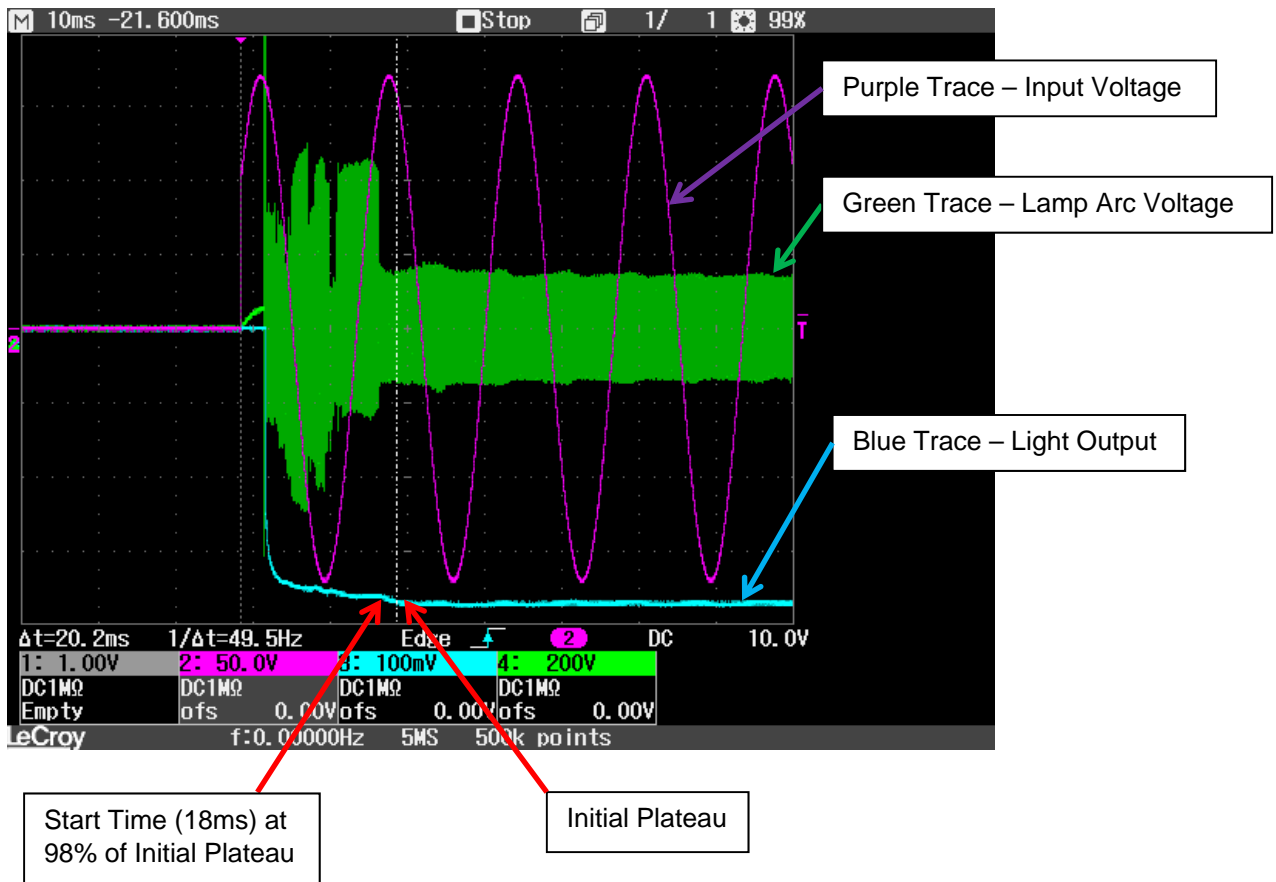 M 10ms -21.600ms Stop 1/ 1 99%
Purple Trace – Input Voltage
Green Trace – Lamp Arc Voltage
2
T
Blue Trace – Light Output
Δt=20.2ms 1/Δt=49.5Hz Edge 2 DC 10.0V
1: 1.00V 2: 50.0V 3: 100mV 4: 200V
DC1MΩ DC1MΩ DC1MΩ DC1MΩ
Empty ofs 0.00V ofs 0.00V ofs 0.00V
LeCroy f:0.00000Hz 5MS 500k points
Start Time (18ms) at
98% of Initial Plateau
Initial Plateau